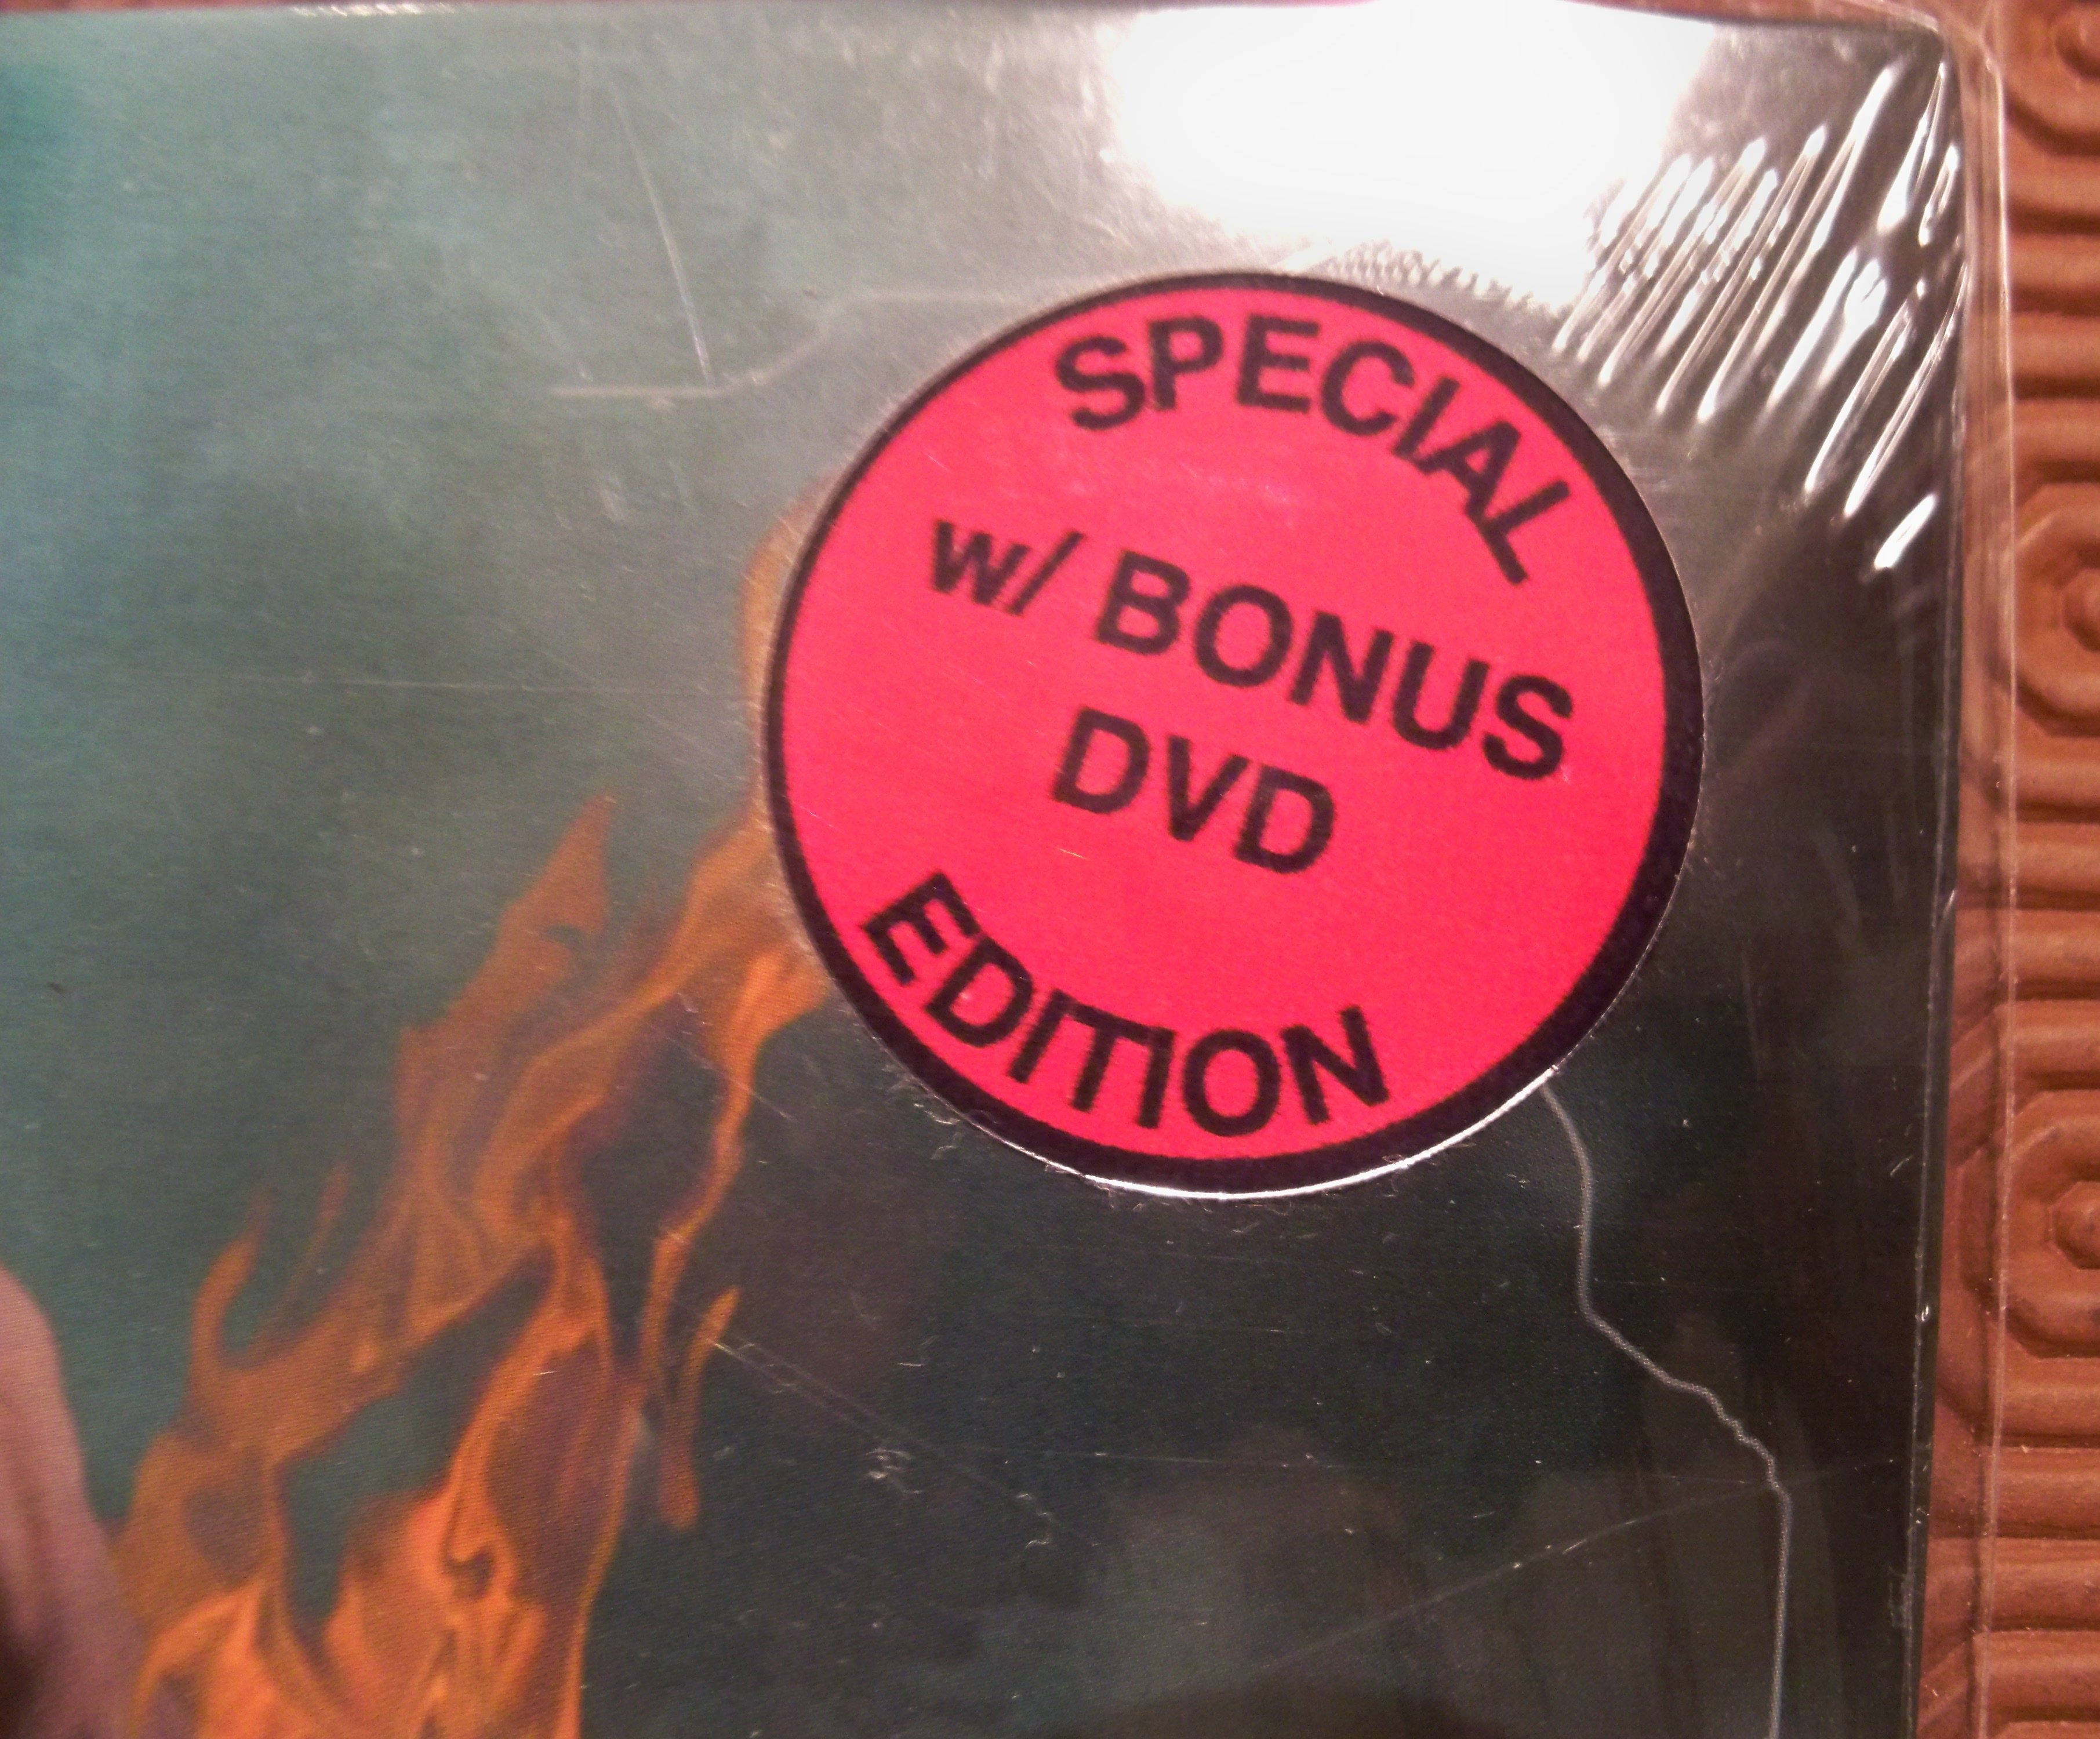 SPECIAL
w/ BONUS
DVD
EDITION